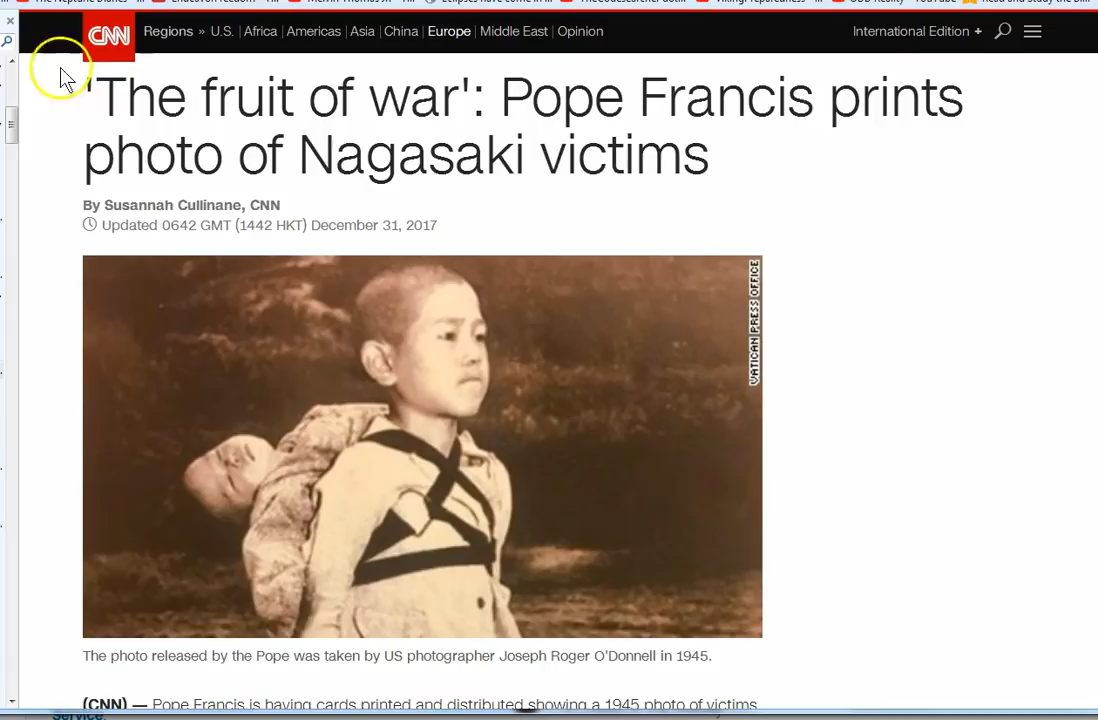 CNN Regions » U.S. | Africa | Americas | Asia | China | Europe | Middle East | Opinion International Edition +
'The fruit of war': Pope Francis prints
photo of Nagasaki victims
By Susannah Cullinane, CNN
Updated 0642 GMT (1442 HKT) December 31, 2017
VATICAN PRESS OFFICE
The photo released by the Pope was taken by US photographer Joseph Roger O'Donnell in 1945.
(CNN) — Pope Francis is having cards printed and distributed showing a 1945 photo of victims
Service.